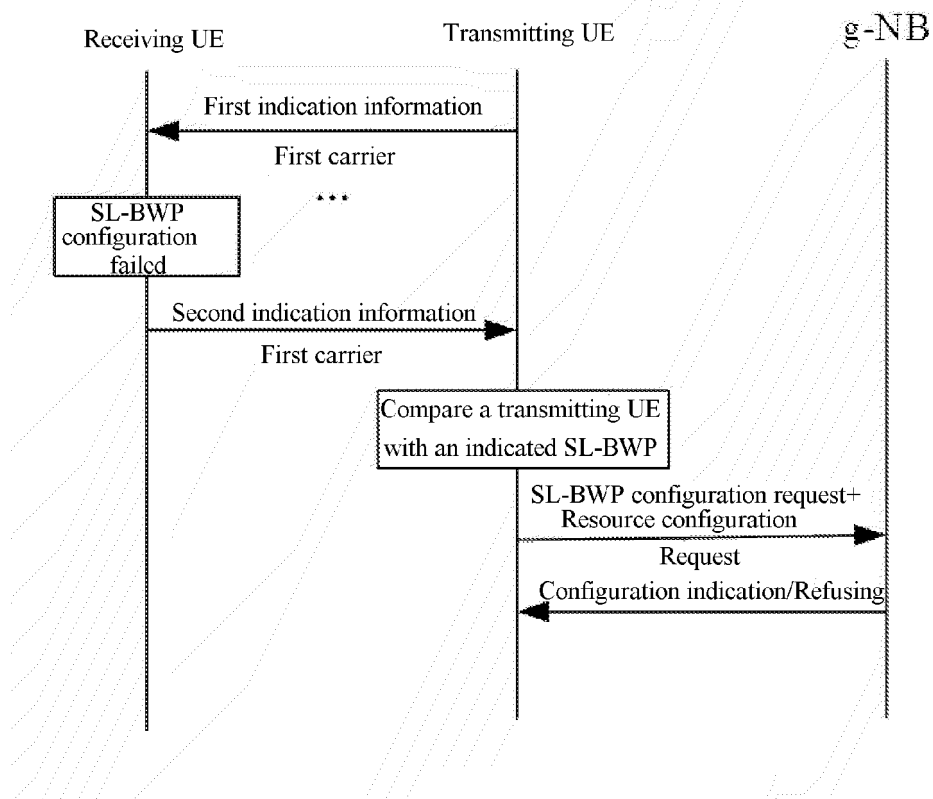 Receiving UE
Transmitting UE
g-NB
First indication information
First carrier
...
SL-BWP
configuration
failed
Second indication information
First carrier
Compare a transmitting UE
with an indicated SL-BWP
SL-BWP configuration request+
Resource configuration
Request
Configuration indication/Refusing